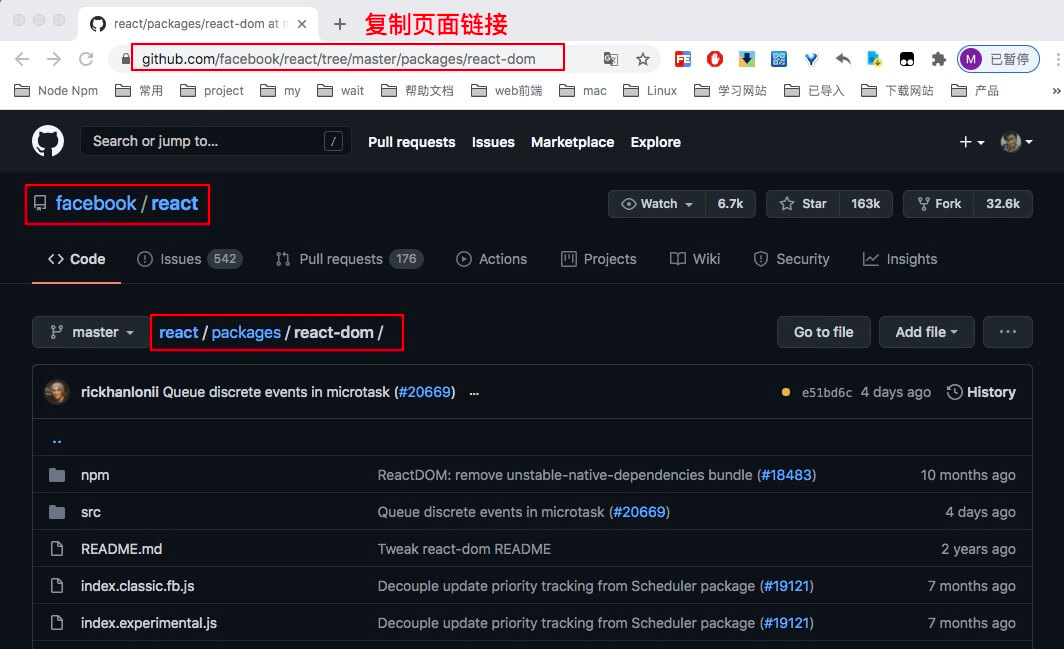 react/packages/react-dom at m
复制页面链接
github.com/facebook/react/tree/master/packages/react-dom
FE
M 已暂停
Node Npm 常用 project my wait 帮助文档 web前端 mac Linux 学习网站 已导入 下载网站 产品 »
Search or jump to... /
Pull requests Issues Marketplace Explore
facebook / react
Watch 6.7k Star 163k Fork 32.6k
Code Issues 542 Pull requests 176 Actions Projects Wiki Security Insights
master react / packages / react-dom /
Go to file Add file ...
rickhanlonii Queue discrete events in microtask (#20669) ... e51bd6c 4 days ago History
..
npm ReactDOM: remove unstable-native-dependencies bundle (#18483) 10 months ago
src Queue discrete events in microtask (#20669) 4 days ago
README.md Tweak react-dom README 2 years ago
index.classic.fb.js Decouple update priority tracking from Scheduler package (#19121) 7 months ago
index.experimental.js Decouple update priority tracking from Scheduler package (#19121) 7 months ago